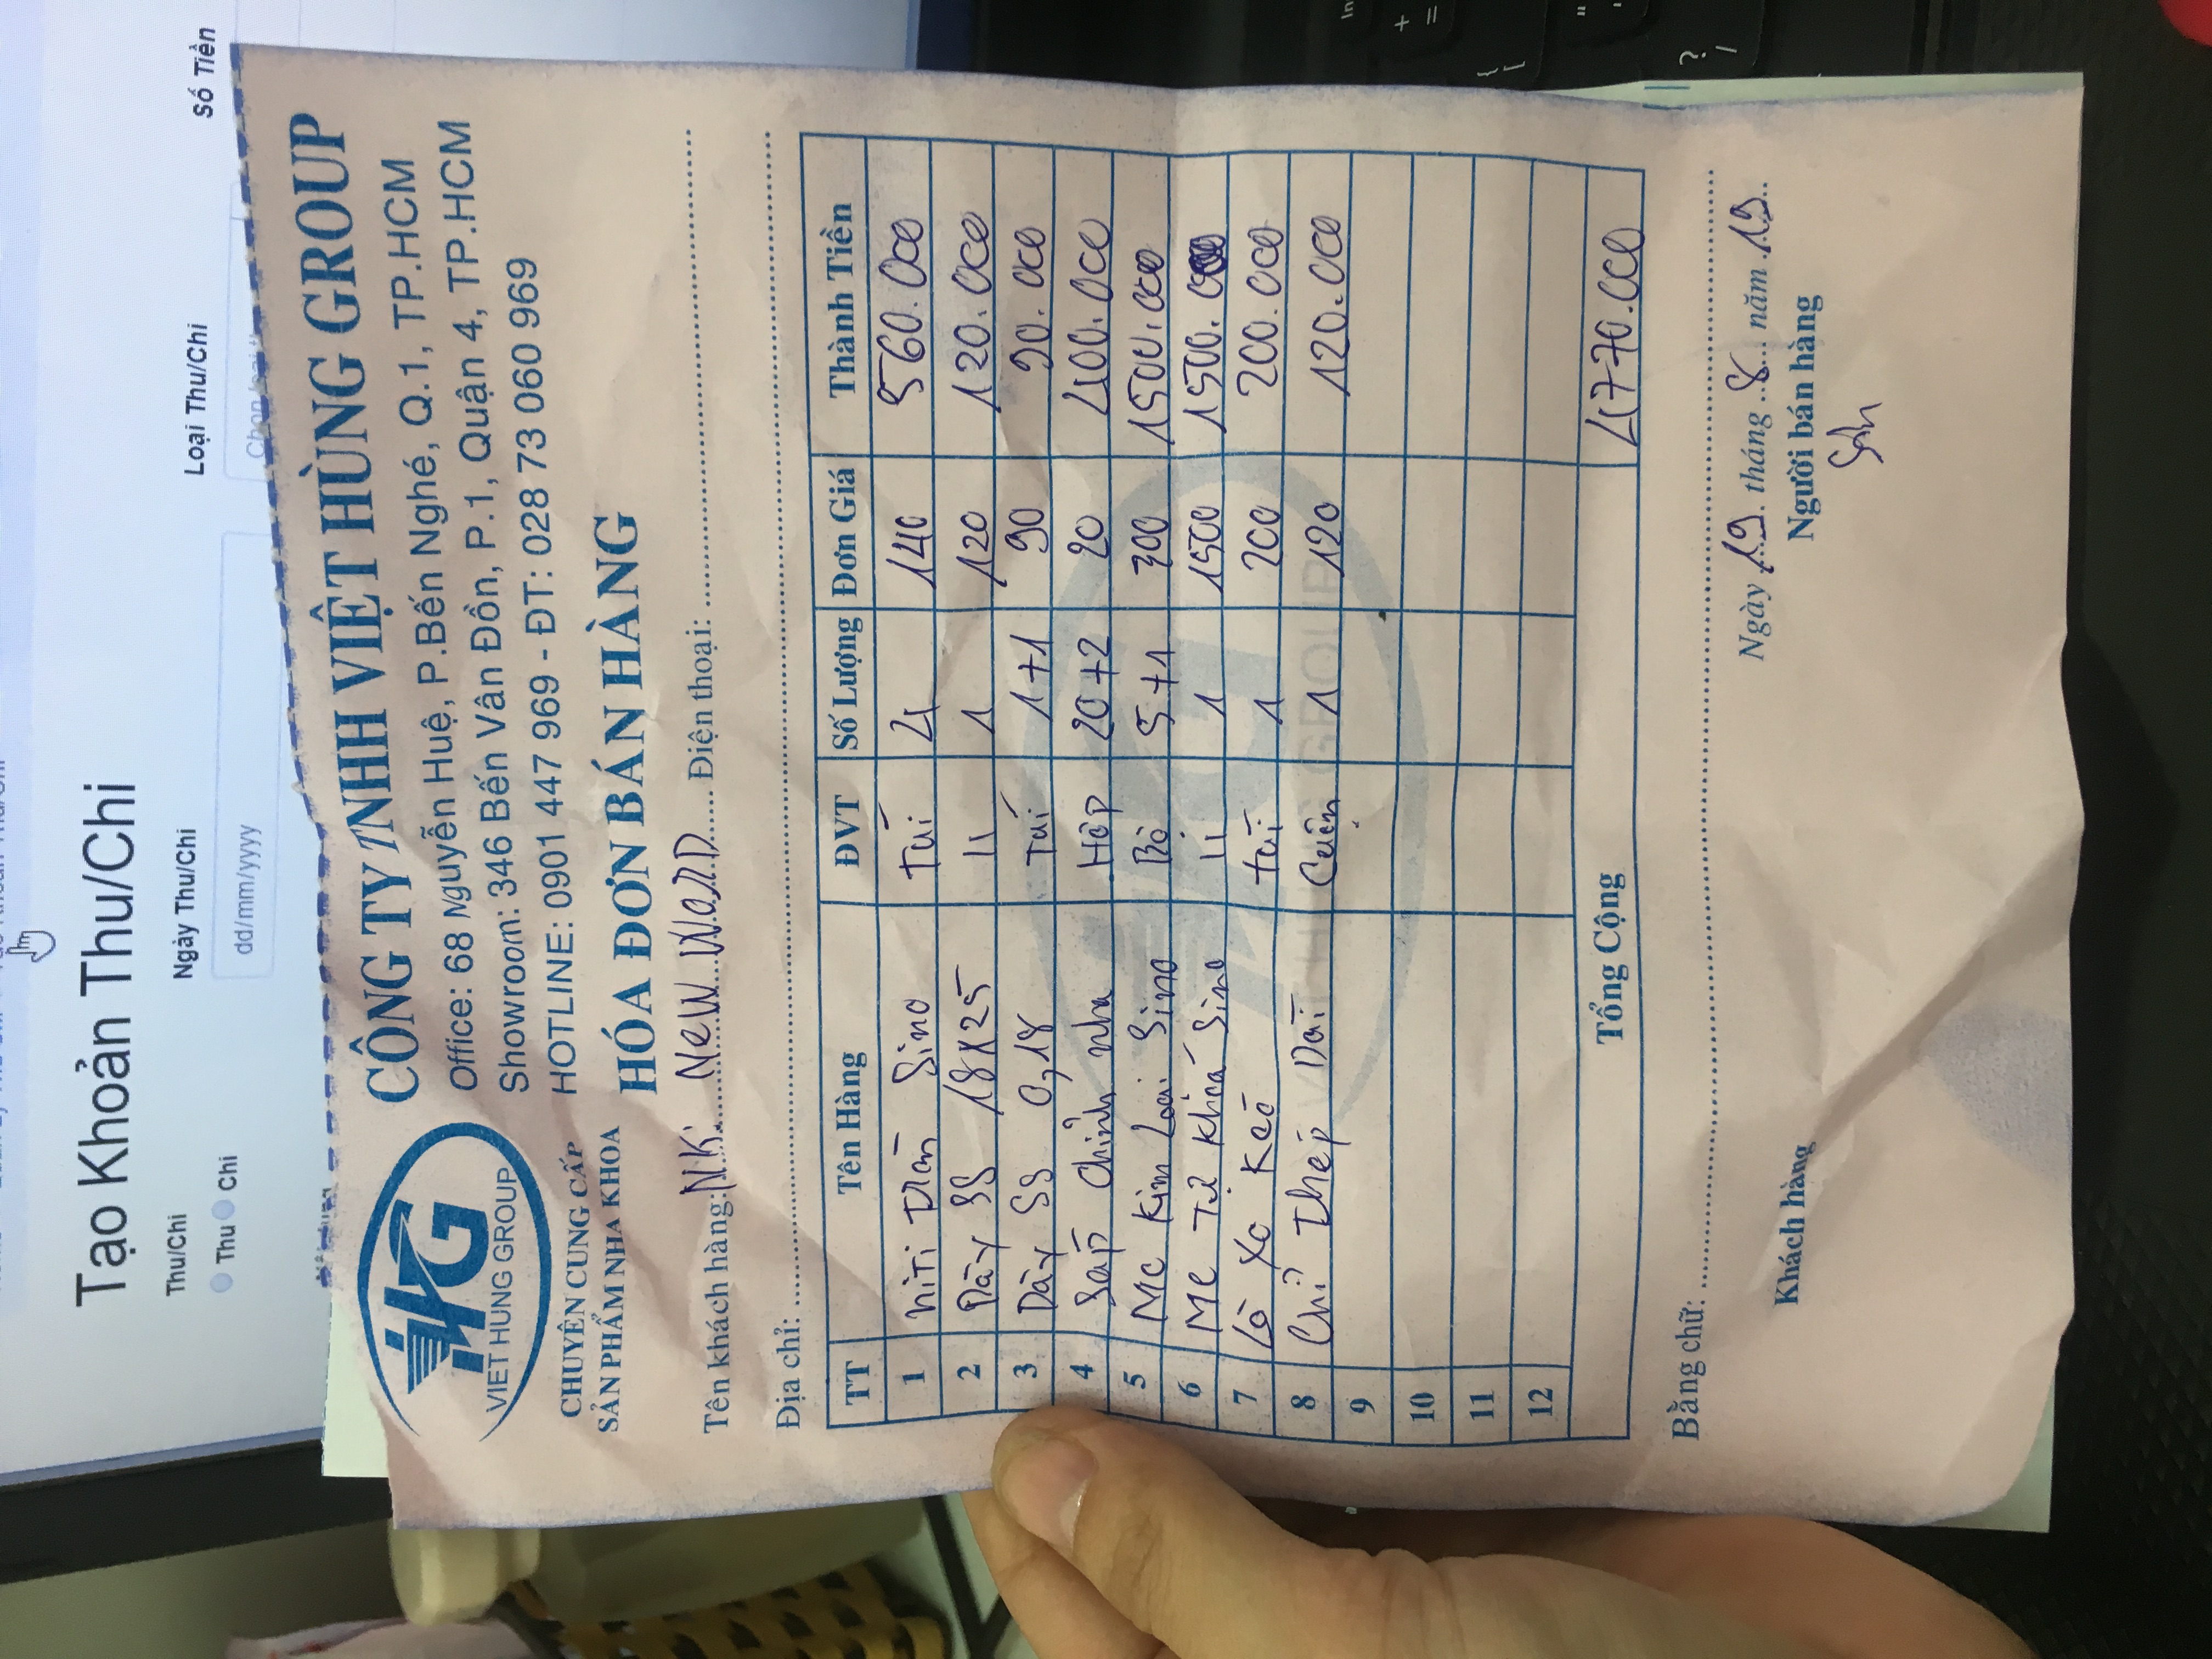 Tạo Khoản Thu/Chi
Thu/Chi
Ngày Thu/Chi
Loại Thu/Chi
Số Tiền
Thu Chi
dd/mm/yyyy
HG
VIET HUNG GROUP
CHUYÊN CUNG CẤP
SẢN PHẨM NHA KHOA
CÔNG TY TNHH VIỆT HÙNG GROUP
Office: 68 Nguyễn Huệ, P.Bến Nghé, Q.1, TP.HCM
Showroom: 346 Bến Vân Đồn, P.1, Quận 4, TP.HCM
HOTLINE: 0901 447 969 - ĐT: 028 73 060 969
HÓA ĐƠN BÁN HÀNG
Tên khách hàng: NK: NeW WORD Điện thoại:
Địa chỉ:
TT Tên Hàng ĐVT Số Lượng Đơn Giá Thành Tiền
1 NiTi Sino Túi 4 140 560.000
2 Dây SS 18x25 11 1 120 120.000
3 Dây SS 0,18 Túi 1+1 90 90.000
4 Sáp Chỉnh nha Hộp 20+2 20 400.000
5 MC Kim Loại Sino Bộ 5+1 300 1500.000
6 MC Tự Khoá Sino 11 1 1500 1500.000
7 Lò Xo Kéo túi 1 200 200.000
8 Chỉ Thép Dài Cuộn 1 120 120.000
9
10
11
12
Tổng Cộng 4770.000
Bằng chữ:
Ngày 19 tháng 8 năm 19
Khách hàng Người bán hàng